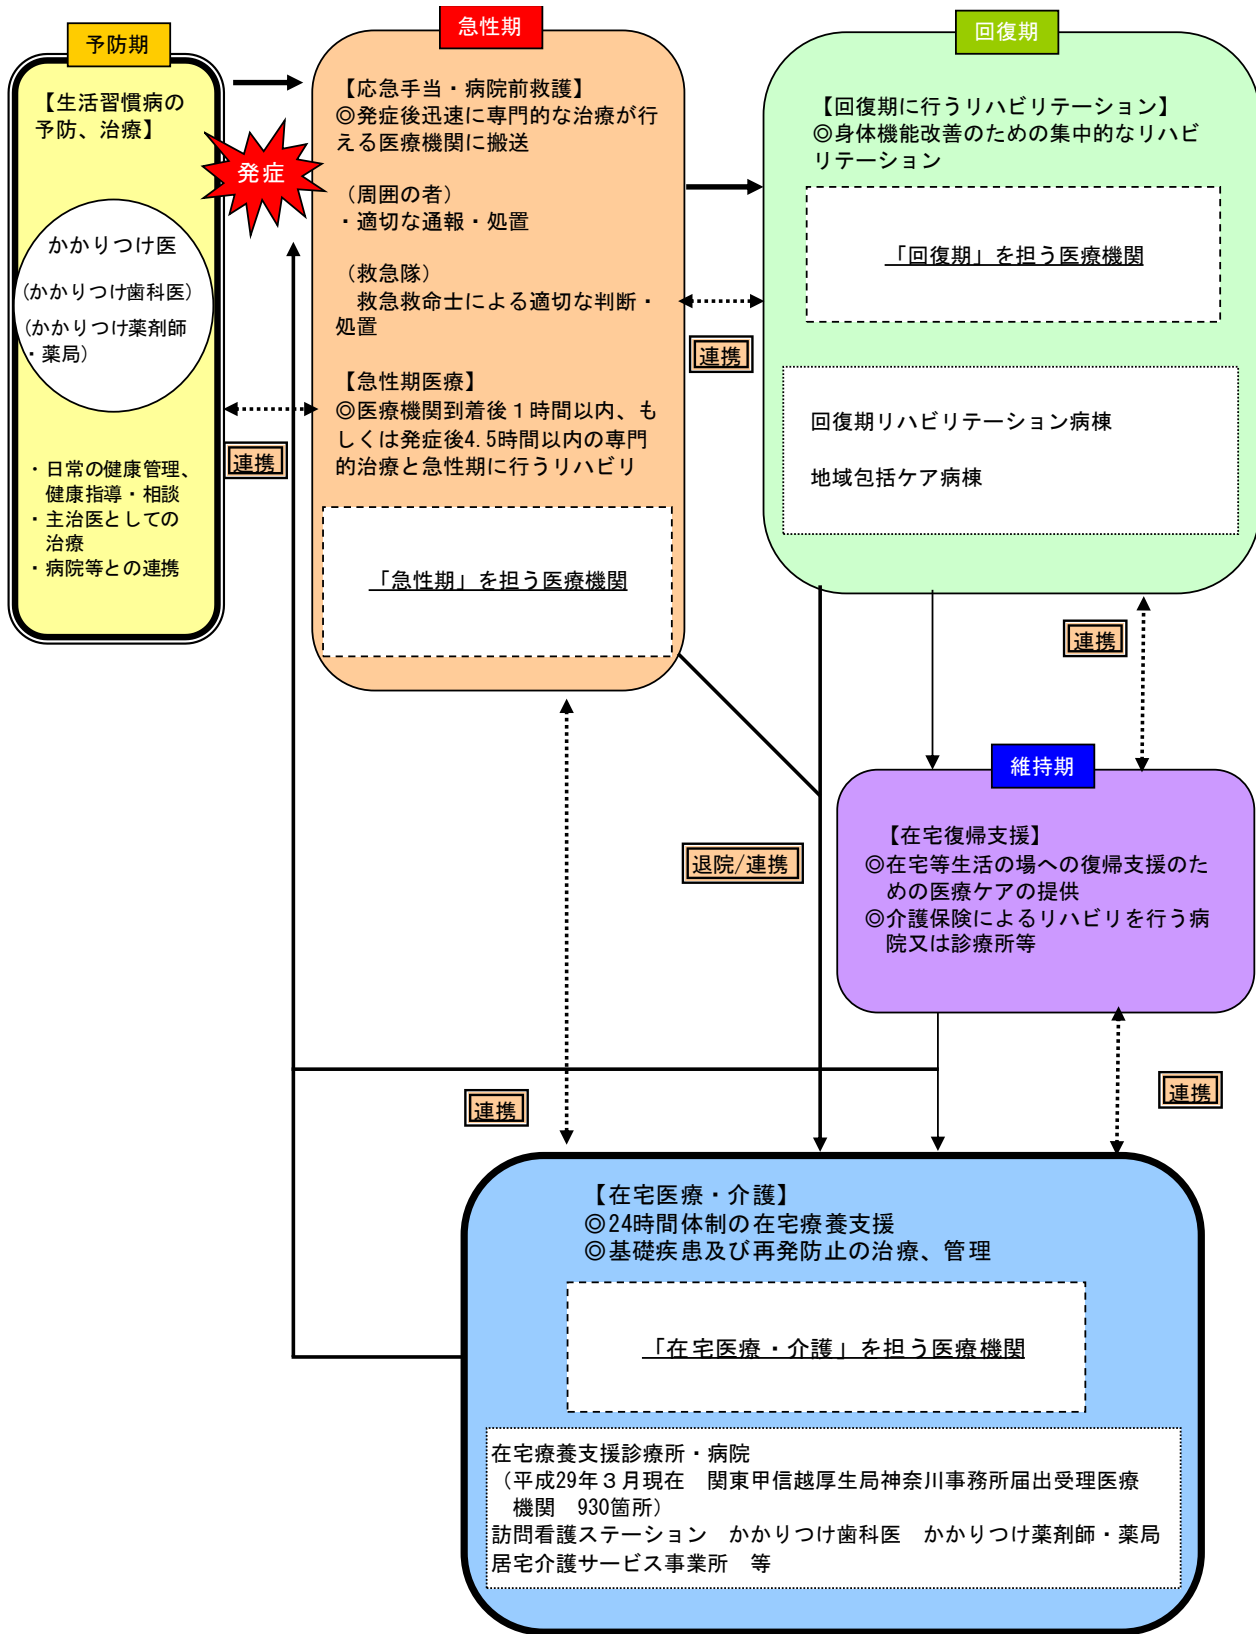 予防期
【生活習慣病の
予防、治療】
かかりつけ医
(かかりつけ歯科医)
(かかりつけ薬剤師
・薬局)
・日常の健康管理、
健康指導・相談
・主治医としての
治療
・病院等との連携
発症
連携
急性期
【応急手当・病院前救護】
◎発症後迅速に専門的な治療が行
える医療機関に搬送
（周囲の者）
・適切な通報・処置
（救急隊）
救急救命士による適切な判断・
処置
【急性期医療】
◎医療機関到着後１時間以内、も
しくは発症後4.5時間以内の専門
的治療と急性期に行うリハビリ
「急性期」を担う医療機関
連携
回復期
【回復期に行うリハビリテーション】
◎身体機能改善のための集中的なリハビ
リテーション
「回復期」を担う医療機関
回復期リハビリテーション病棟
地域包括ケア病棟
連携
維持期
【在宅復帰支援】
◎在宅等生活の場への復帰支援のた
めの医療ケアの提供
◎介護保険によるリハビリを行う病
院又は診療所等
退院/連携
連携
連携
【在宅医療・介護】
◎24時間体制の在宅療養支援
◎基礎疾患及び再発防止の治療、管理
「在宅医療・介護」を担う医療機関
在宅療養支援診療所・病院
（平成29年３月現在　関東甲信越厚生局神奈川事務所届出受理医療
機関　930箇所）
訪問看護ステーション　かかりつけ歯科医　かかりつけ薬剤師・薬局
居宅介護サービス事業所　等